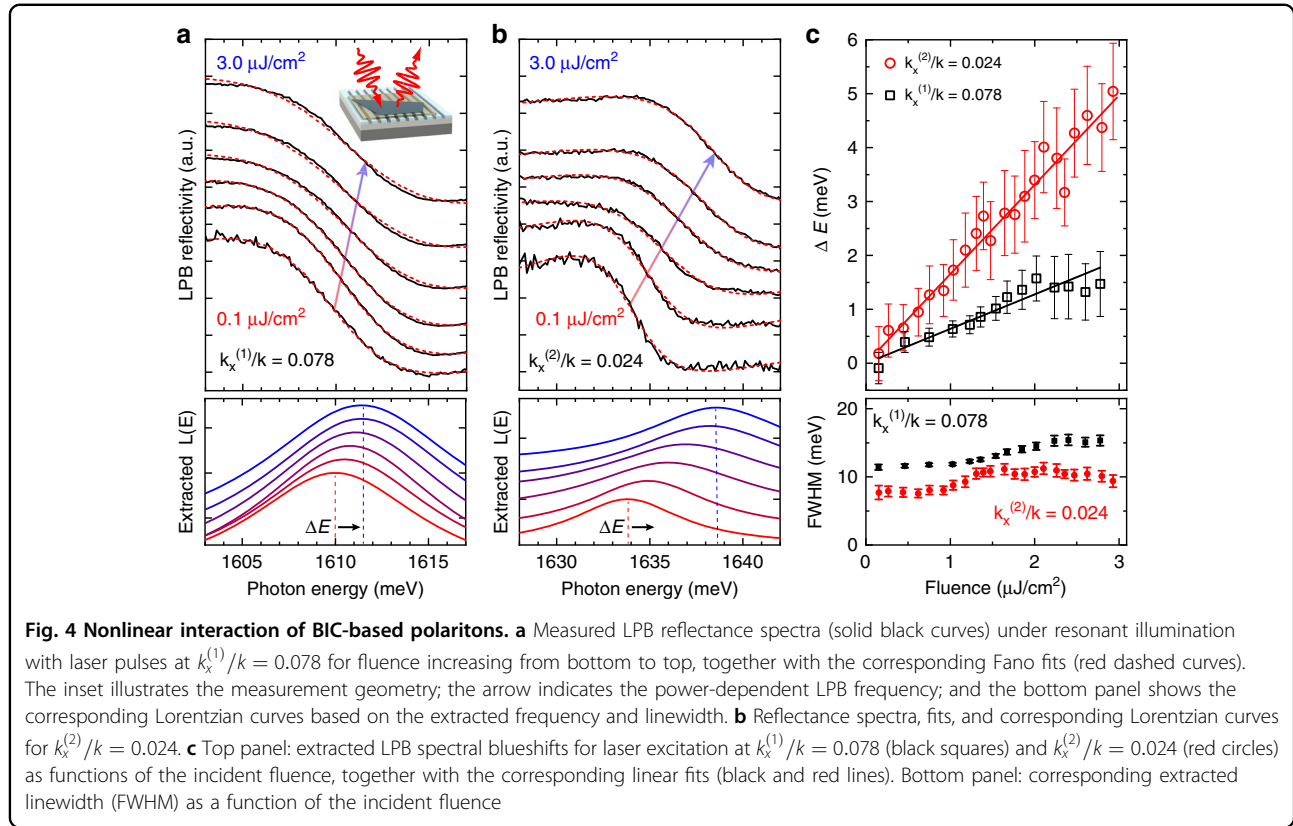 a
3.0 μJ/cm²
LPB reflectivity (a.u.)
0.1 μJ/cm²
kₓ⁽¹⁾/k = 0.078
Extracted L(E)
ΔE
1605 1610 1615
Photon energy (meV)
b
3.0 μJ/cm²
LPB reflectivity (a.u.)
0.1 μJ/cm²
kₓ⁽²⁾/k = 0.024
Extracted L(E)
ΔE
1630 1635 1640
Photon energy (meV)
c
6
5
4
3
2
1
0
Δ E (meV)
kₓ⁽²⁾/k = 0.024
kₓ⁽¹⁾/k = 0.078
20
15
10
5
0
FWHM (meV)
kₓ⁽¹⁾/k = 0.078
kₓ⁽²⁾/k = 0.024
0 1 2 3
Fluence (μJ/cm²)
Fig. 4 Nonlinear interaction of BIC-based polaritons. a Measured LPB reflectance spectra (solid black curves) under resonant illumination
with laser pulses at kₓ⁽¹⁾/k = 0.078 for fluence increasing from bottom to top, together with the corresponding Fano fits (red dashed curves).
The inset illustrates the measurement geometry; the arrow indicates the power-dependent LPB frequency; and the bottom panel shows the
corresponding Lorentzian curves based on the extracted frequency and linewidth. b Reflectance spectra, fits, and corresponding Lorentzian curves
for kₓ⁽²⁾/k = 0.024. c Top panel: extracted LPB spectral blueshifts for laser excitation at kₓ⁽¹⁾/k = 0.078 (black squares) and kₓ⁽²⁾/k = 0.024 (red circles)
as functions of the incident fluence, together with the corresponding linear fits (black and red lines). Bottom panel: corresponding extracted
linewidth (FWHM) as a function of the incident fluence